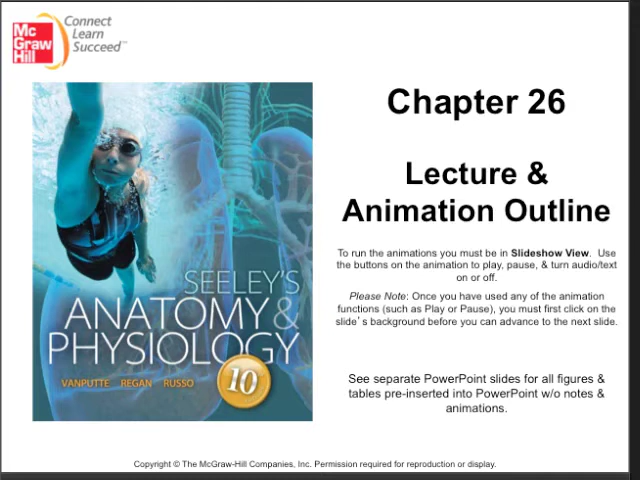 Mc
Graw
Hill
Connect
Learn
Succeed™
Chapter 26
Lecture &
Animation Outline
To run the animations you must be in Slideshow View. Use
the buttons on the animation to play, pause, & turn audio/text
on or off.
Please Note: Once you have used any of the animation
functions (such as Play or Pause), you must first click on the
slide's background before you can advance to the next slide.
See separate PowerPoint slides for all figures &
tables pre-inserted into PowerPoint w/o notes &
animations.
SEELEY'S
ANATOMY &
PHYSIOLOGY
VANPUTTE REGAN RUSSO
10
Copyright © The McGraw-Hill Companies, Inc. Permission required for reproduction or display.